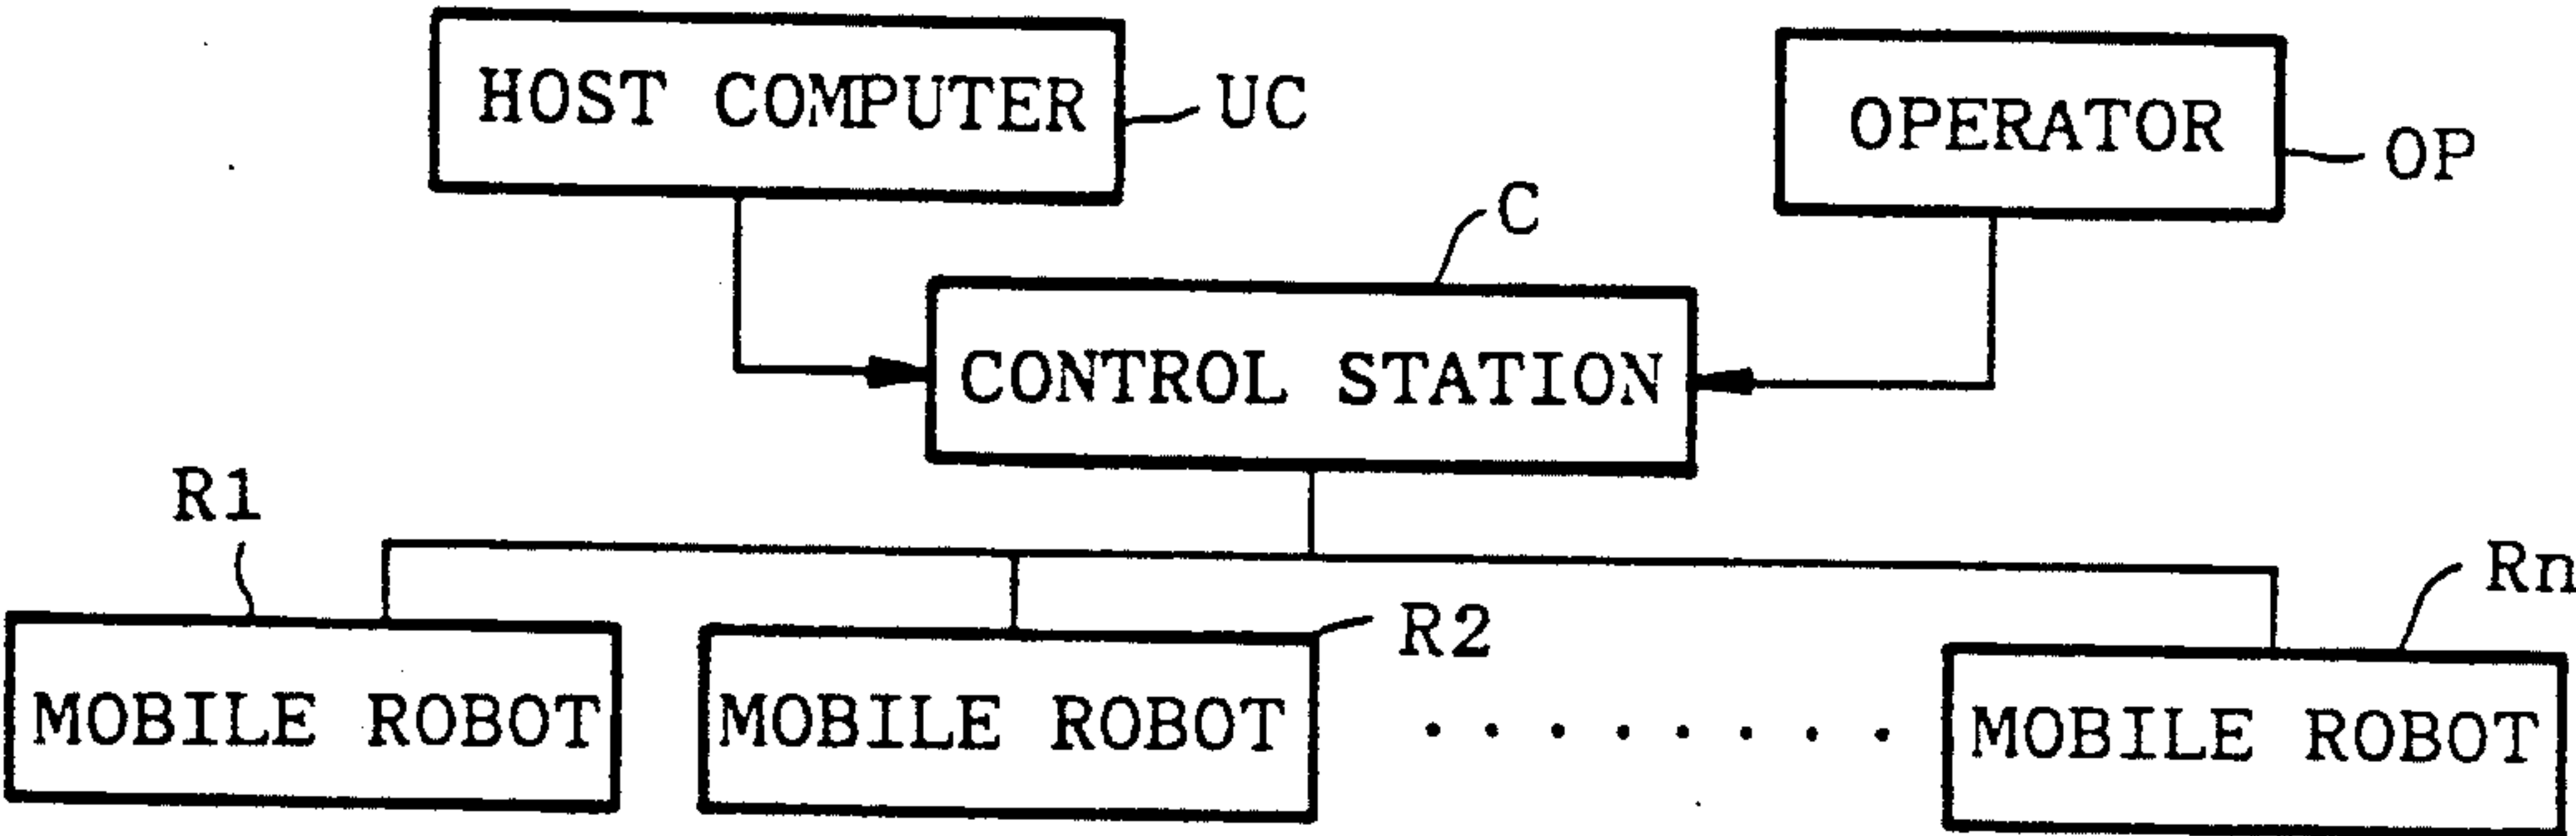 HOST COMPUTER
UC
OPERATOR
OP
C
CONTROL STATION
R1
R2
Rn
MOBILE ROBOT
MOBILE ROBOT
MOBILE ROBOT